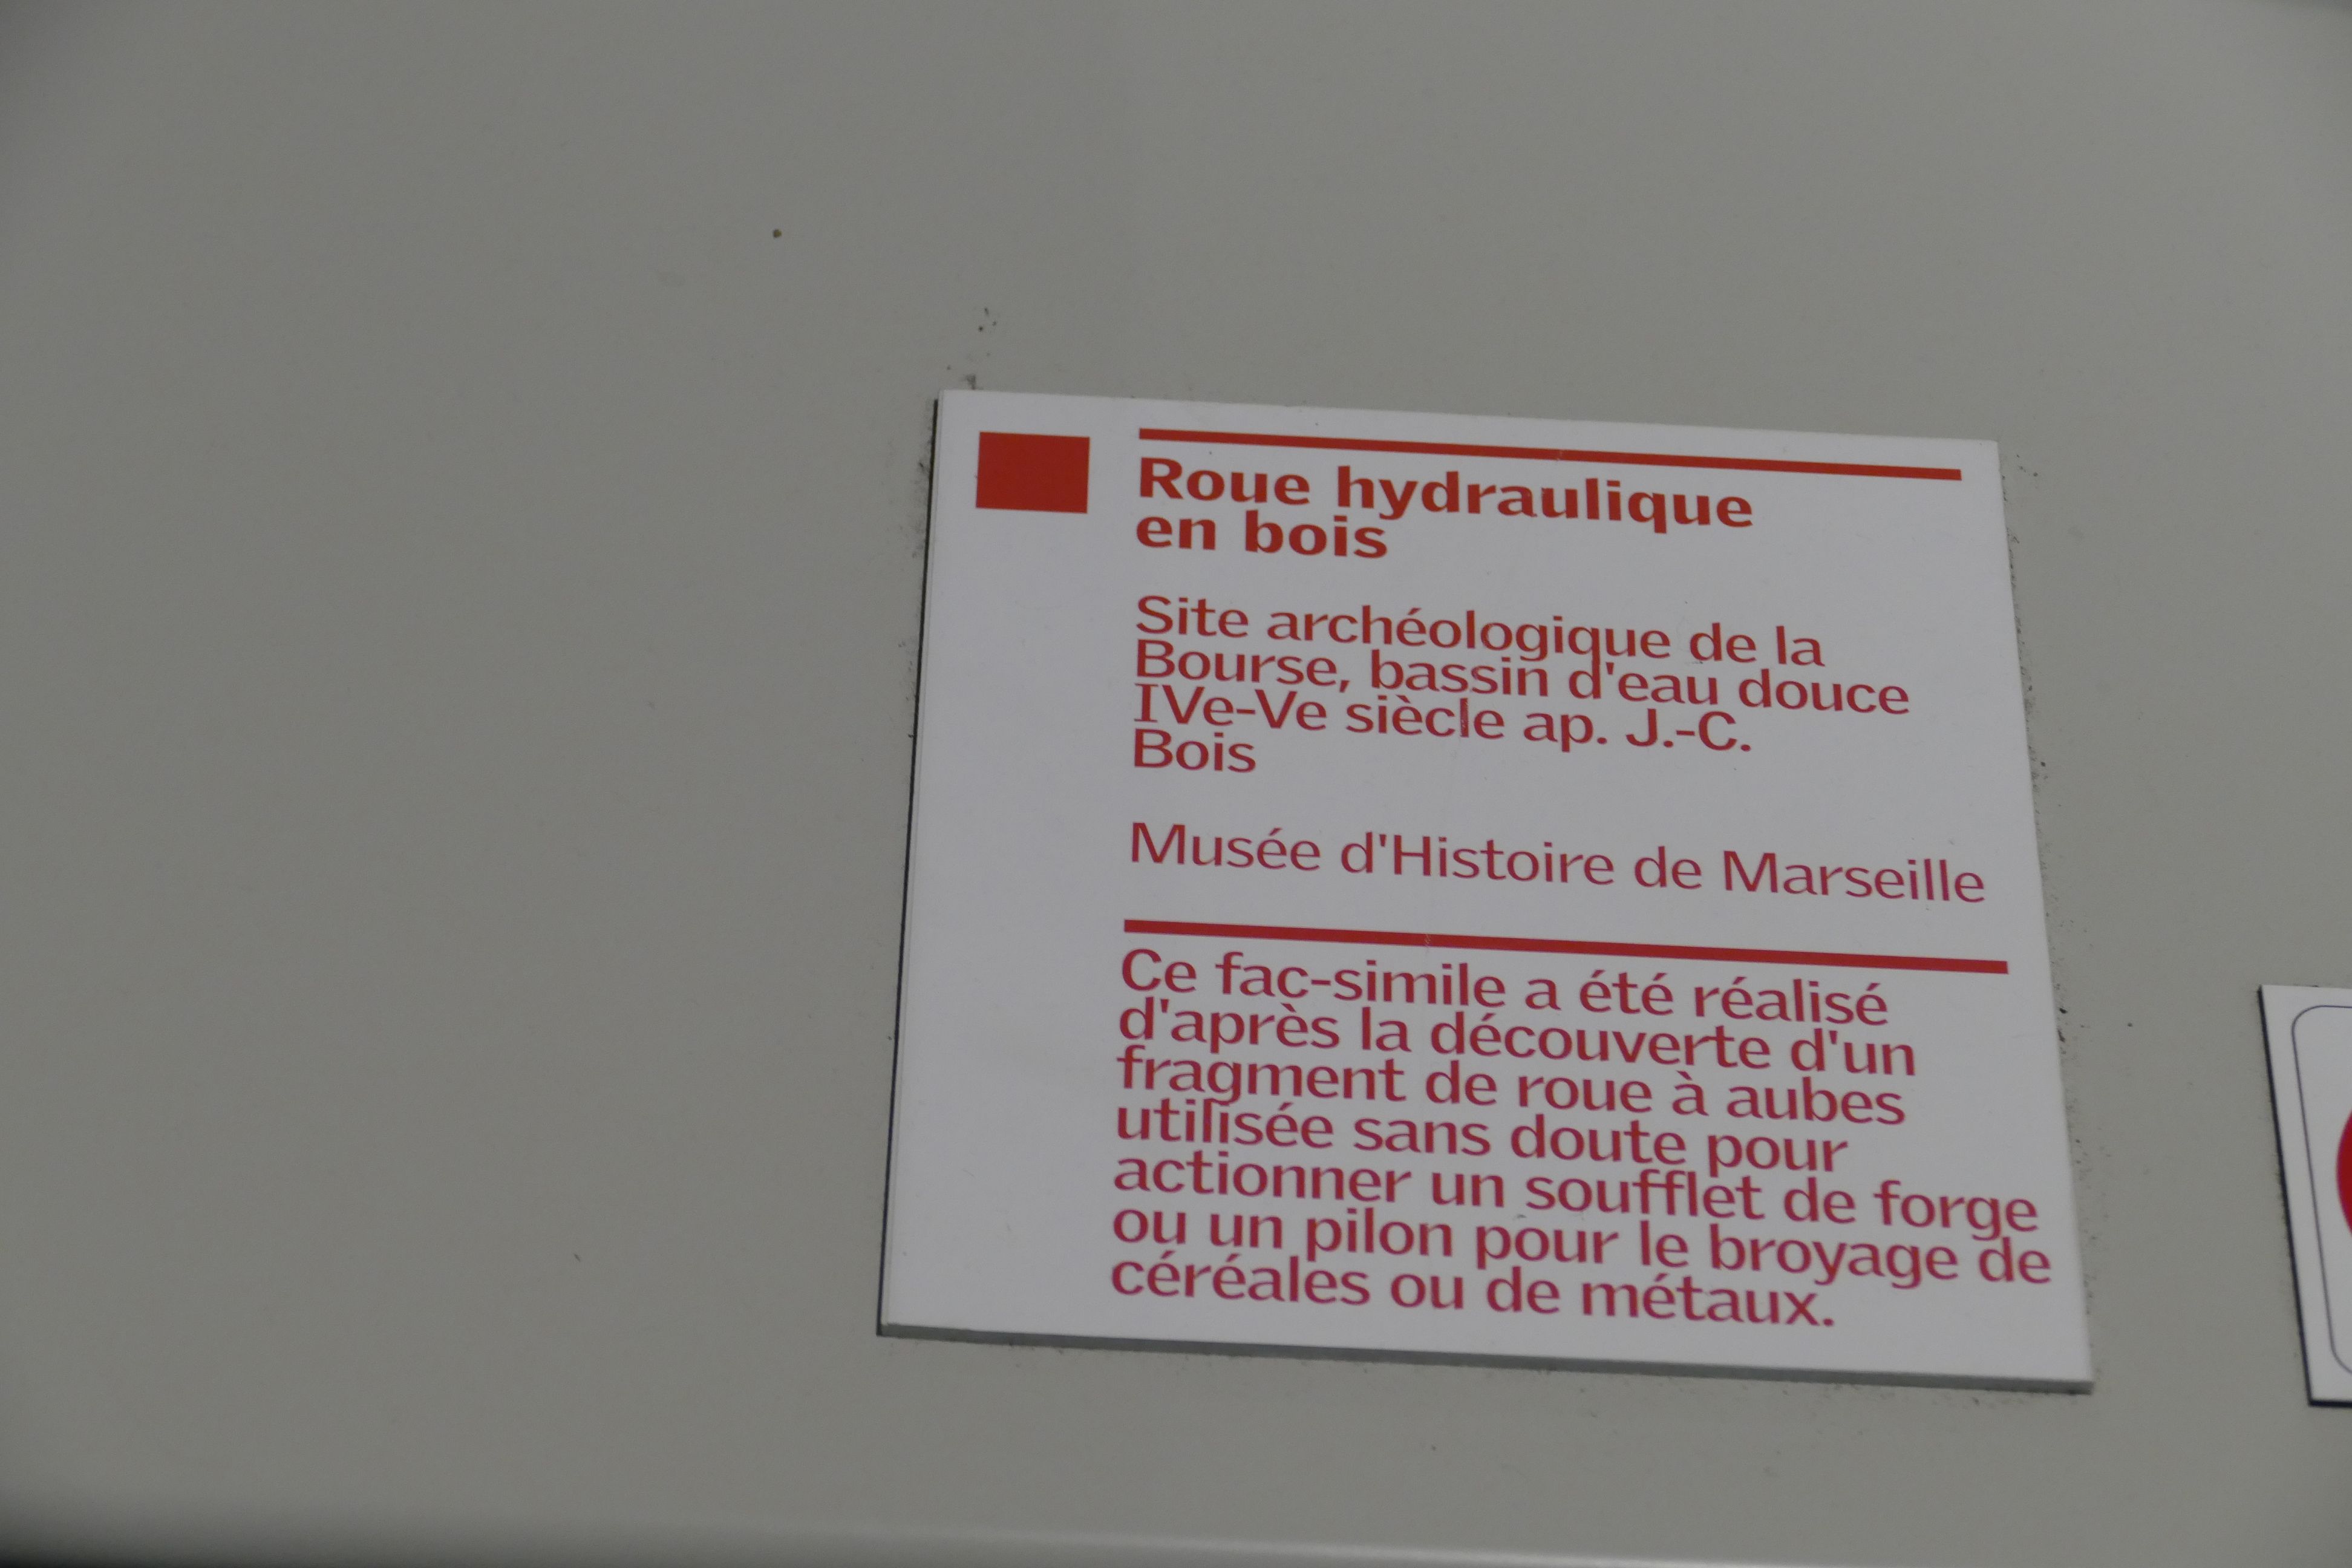 Roue hydraulique
en bois
Site archéologique de la
Bourse, bassin d'eau douce
IVe-Ve siècle ap. J.-C.
Bois
Musée d'Histoire de Marseille
Ce fac-simile a été réalisé
d'après la découverte d'un
fragment de roue à aubes
utilisée sans doute pour
actionner un soufflet de forge
ou un pilon pour le broyage de
céréales ou de métaux.